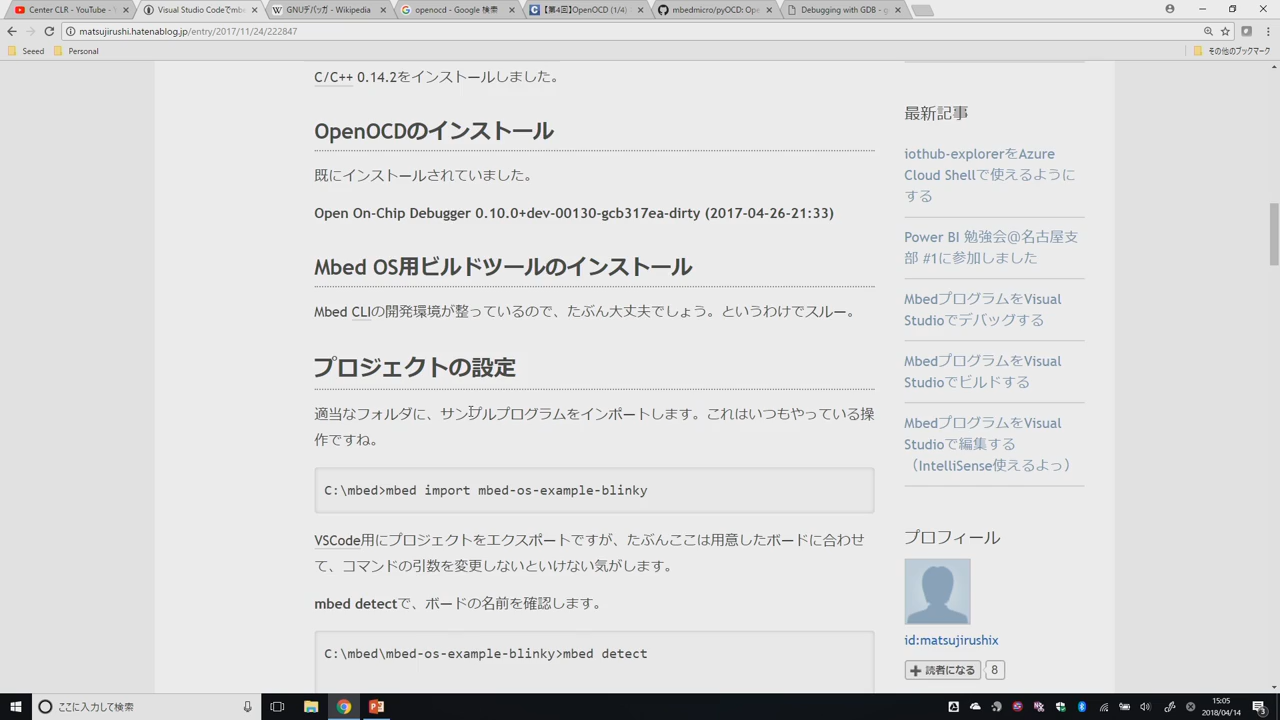 Center CLR - YouTube -
Visual Studio Codeでmbe
GNUデバッガ - Wikipedia
openocd - Google 検索
【第4回】OpenOCD (1/4)
mbedmicro/pyOCD: Ope
Debugging with GDB - g
matsujirushi.hatenablog.jp/entry/2017/11/24/222847
Seeed
Personal
その他のブックマーク
C/C++ 0.14.2をインストールしました。
OpenOCDのインストール
既にインストールされていました。
Open On-Chip Debugger 0.10.0+dev-00130-gcb317ea-dirty (2017-04-26-21:33)
Mbed OS用ビルドツールのインストール
Mbed CLIの開発環境が整っているので、たぶん大丈夫でしょう。というわけでスルー。
プロジェクトの設定
適当なフォルダに、サンプルプログラムをインポートします。これはいつもやっている操
作ですね。
C:\mbed>mbed import mbed-os-example-blinky
VSCode用にプロジェクトをエクスポートですが、たぶんここは用意したボードに合わせ
て、コマンドの引数を変更しないといけない気がします。
mbed detectで、ボードの名前を確認します。
C:\mbed\mbed-os-example-blinky>mbed detect
最新記事
iothub-explorerをAzure
Cloud Shellで使えるように
する
Power BI 勉強会@名古屋支
部 #1に参加しました
MbedプログラムをVisual
Studioでデバッグする
MbedプログラムをVisual
Studioでビルドする
MbedプログラムをVisual
Studioで編集する
（IntelliSense使えるよっ）
プロフィール
id:matsujirushix
読者になる
8
ここに入力して検索
15:05
2018/04/14
3